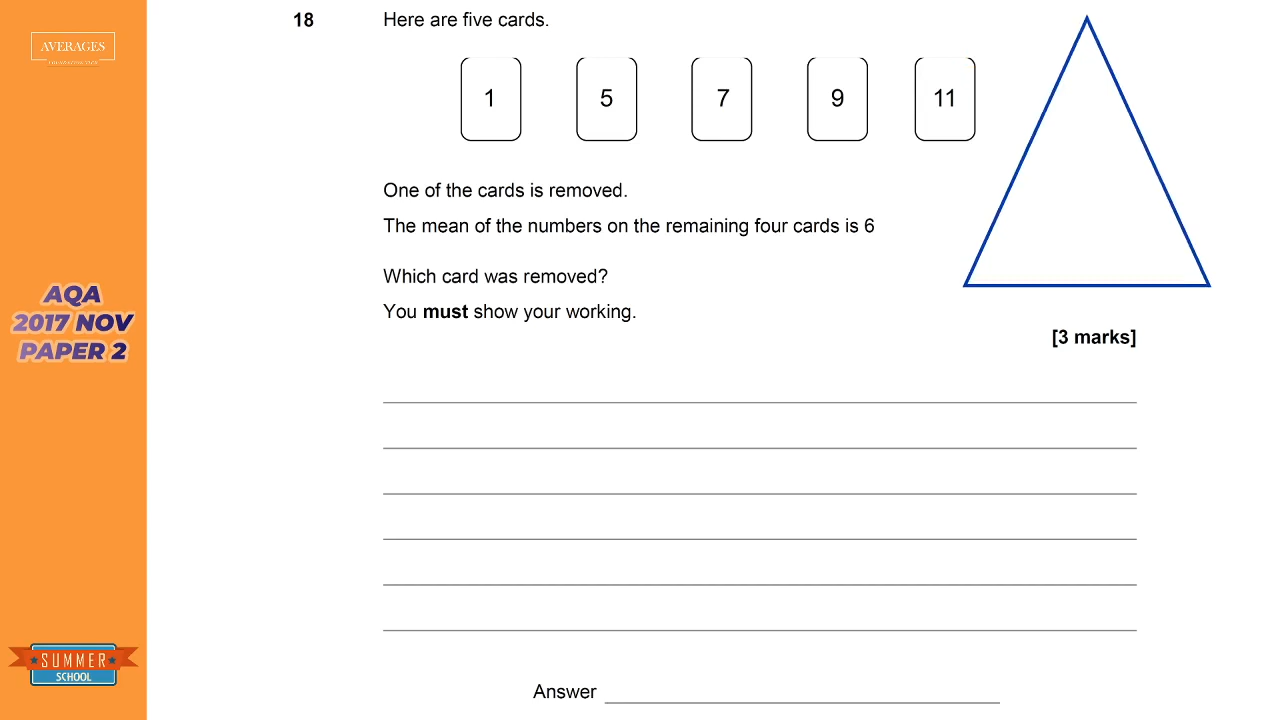 AVERAGES
18 Here are five cards.
1 5 7 9 11
One of the cards is removed.
The mean of the numbers on the remaining four cards is 6
Which card was removed?
You must show your working.
[3 marks]
AQA
2017 NOV
PAPER 2
SUMMER
SCHOOL
Answer